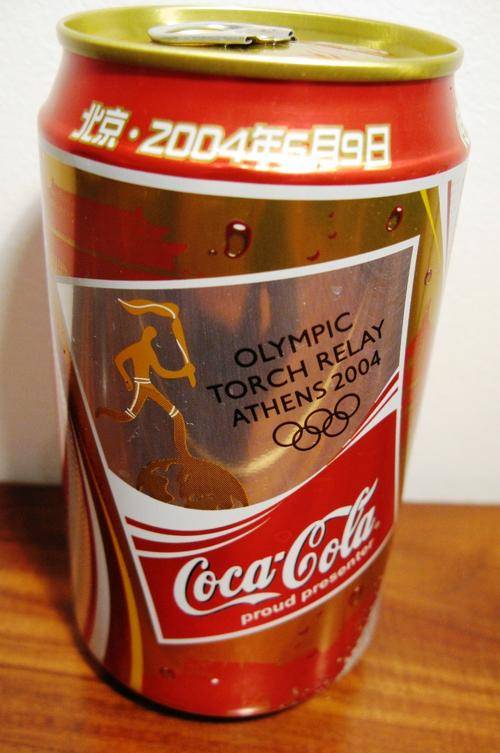 北京·2004年6月9日
OLYMPIC
TORCH RELAY
ATHENS 2004
Coca-Cola
proud presenter